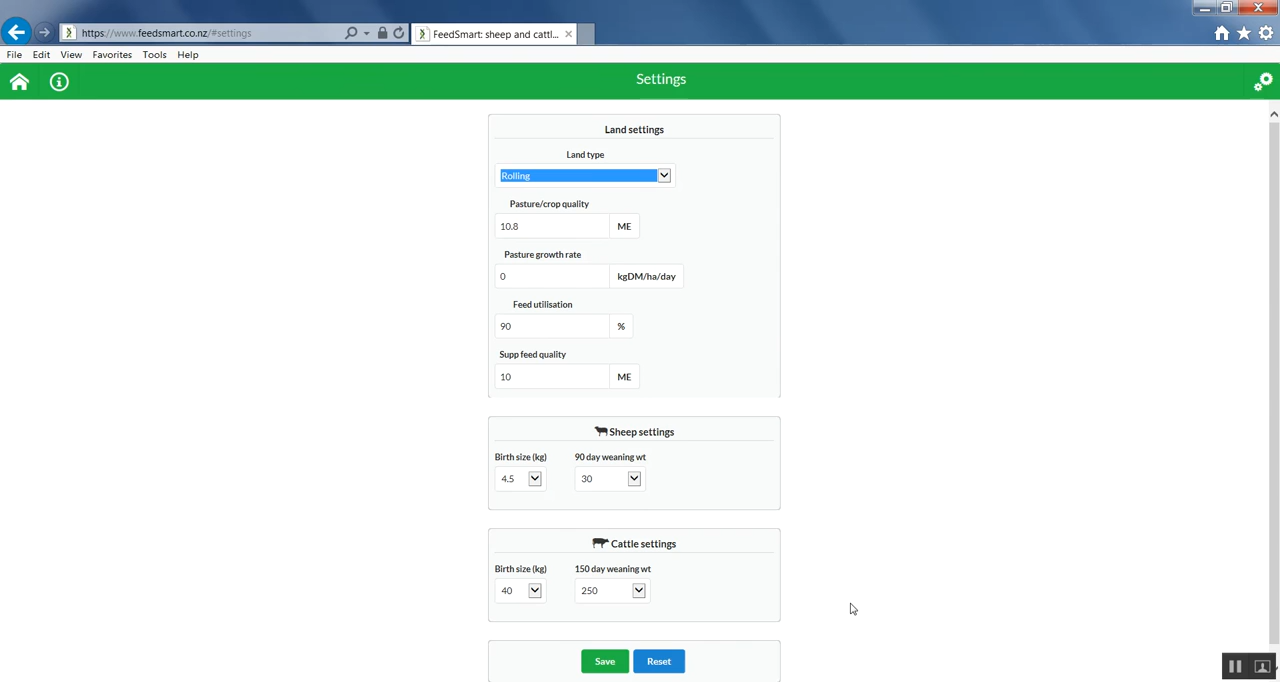 https://www.feedsmart.co.nz/#settings
FeedSmart: sheep and cattl...
File Edit View Favorites Tools Help
Settings
Land settings
Land type
Rolling
Pasture/crop quality
10.8 ME
Pasture growth rate
0 kgDM/ha/day
Feed utilisation
90 %
Supp feed quality
10 ME
Sheep settings
Birth size (kg) 90 day weaning wt
4.5 30
Cattle settings
Birth size (kg) 150 day weaning wt
40 250
Save Reset